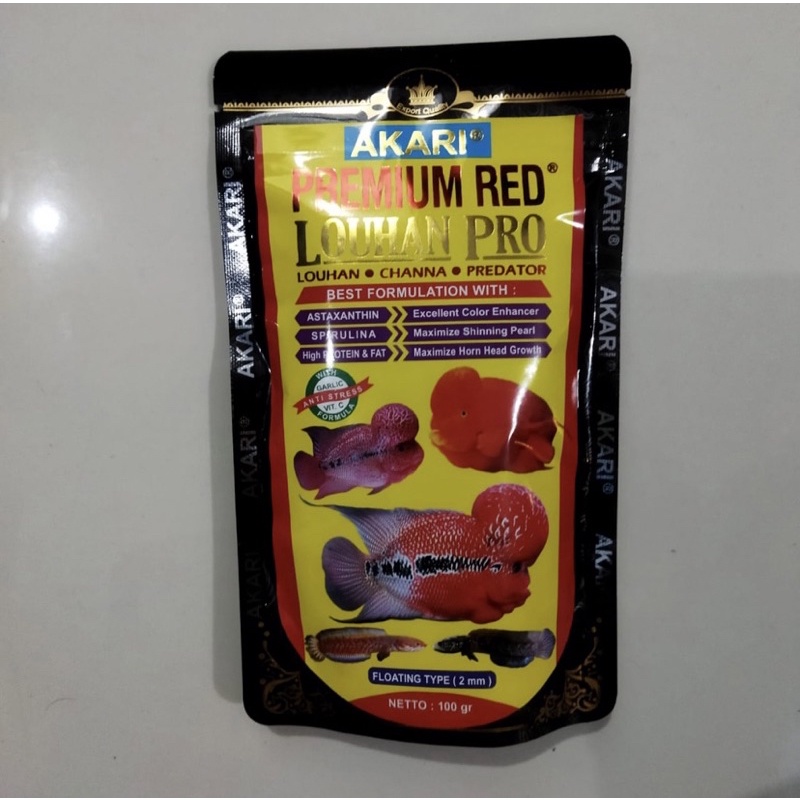 Export Quality
AKARI®
PREMIUM RED®
LOUHAN PRO
LOUHAN • CHANNA • PREDATOR
BEST FORMULATION WITH :
ASTAXANTHIN Excellent Color Enhancer
SPIRULINA Maximize Shinning Pearl
High PROTEIN & FAT Maximize Horn Head Growth
WITH
GARLIC
ANTI STRESS
VIT. C
FORMULA
FLOATING TYPE ( 2 mm )
NETTO : 100 gr
AKARI®
AKARI®
AKARI®
AKARI®
AKARI®
AKARI®
AKARI®
AKARI